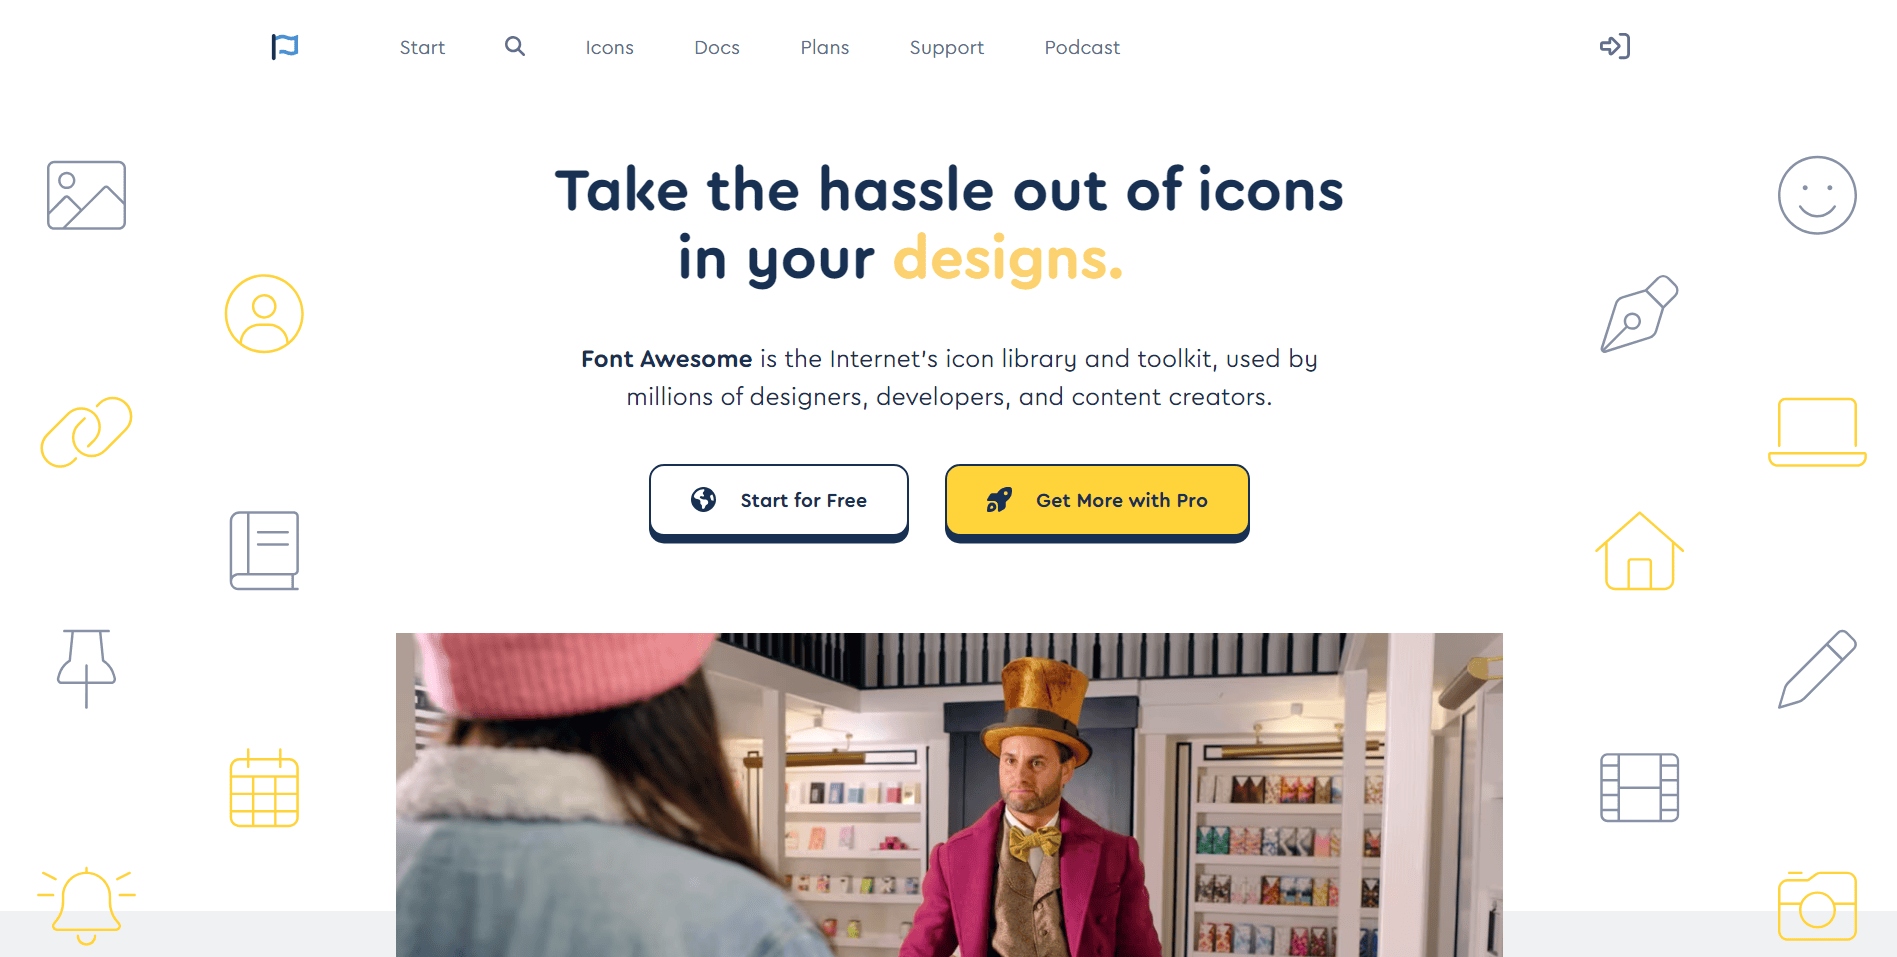 Start
Icons
Docs
Plans
Support
Podcast
Take the hassle out of icons
in your designs.
Font Awesome is the Internet's icon library and toolkit, used by
millions of designers, developers, and content creators.
Start for Free
Get More with Pro